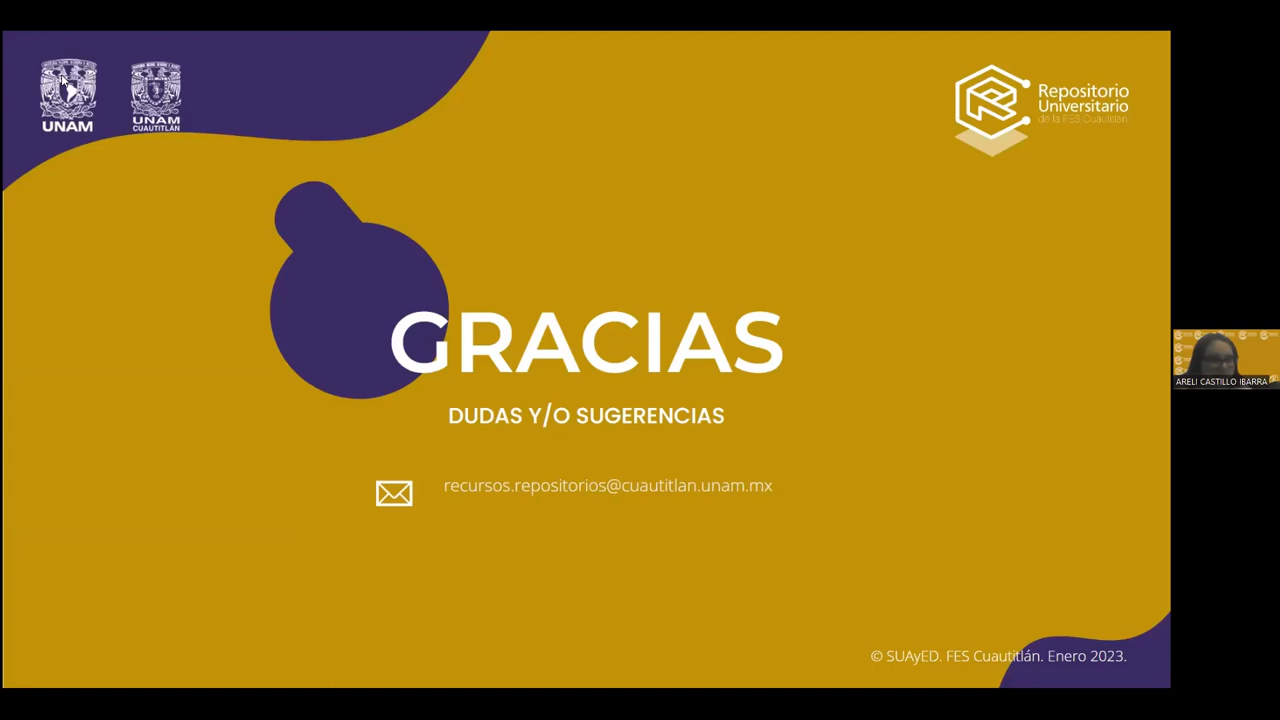 UNAM
UNAM
CUAUTITLÁN
Repositorio
Universitario
de la FES Cuautitlán
GRACIAS
DUDAS Y/O SUGERENCIAS
recursos.repositorios@cuautitlan.unam.mx
ARELI CASTILLO IBARRA
© SUAyED. FES Cuautitlán. Enero 2023.